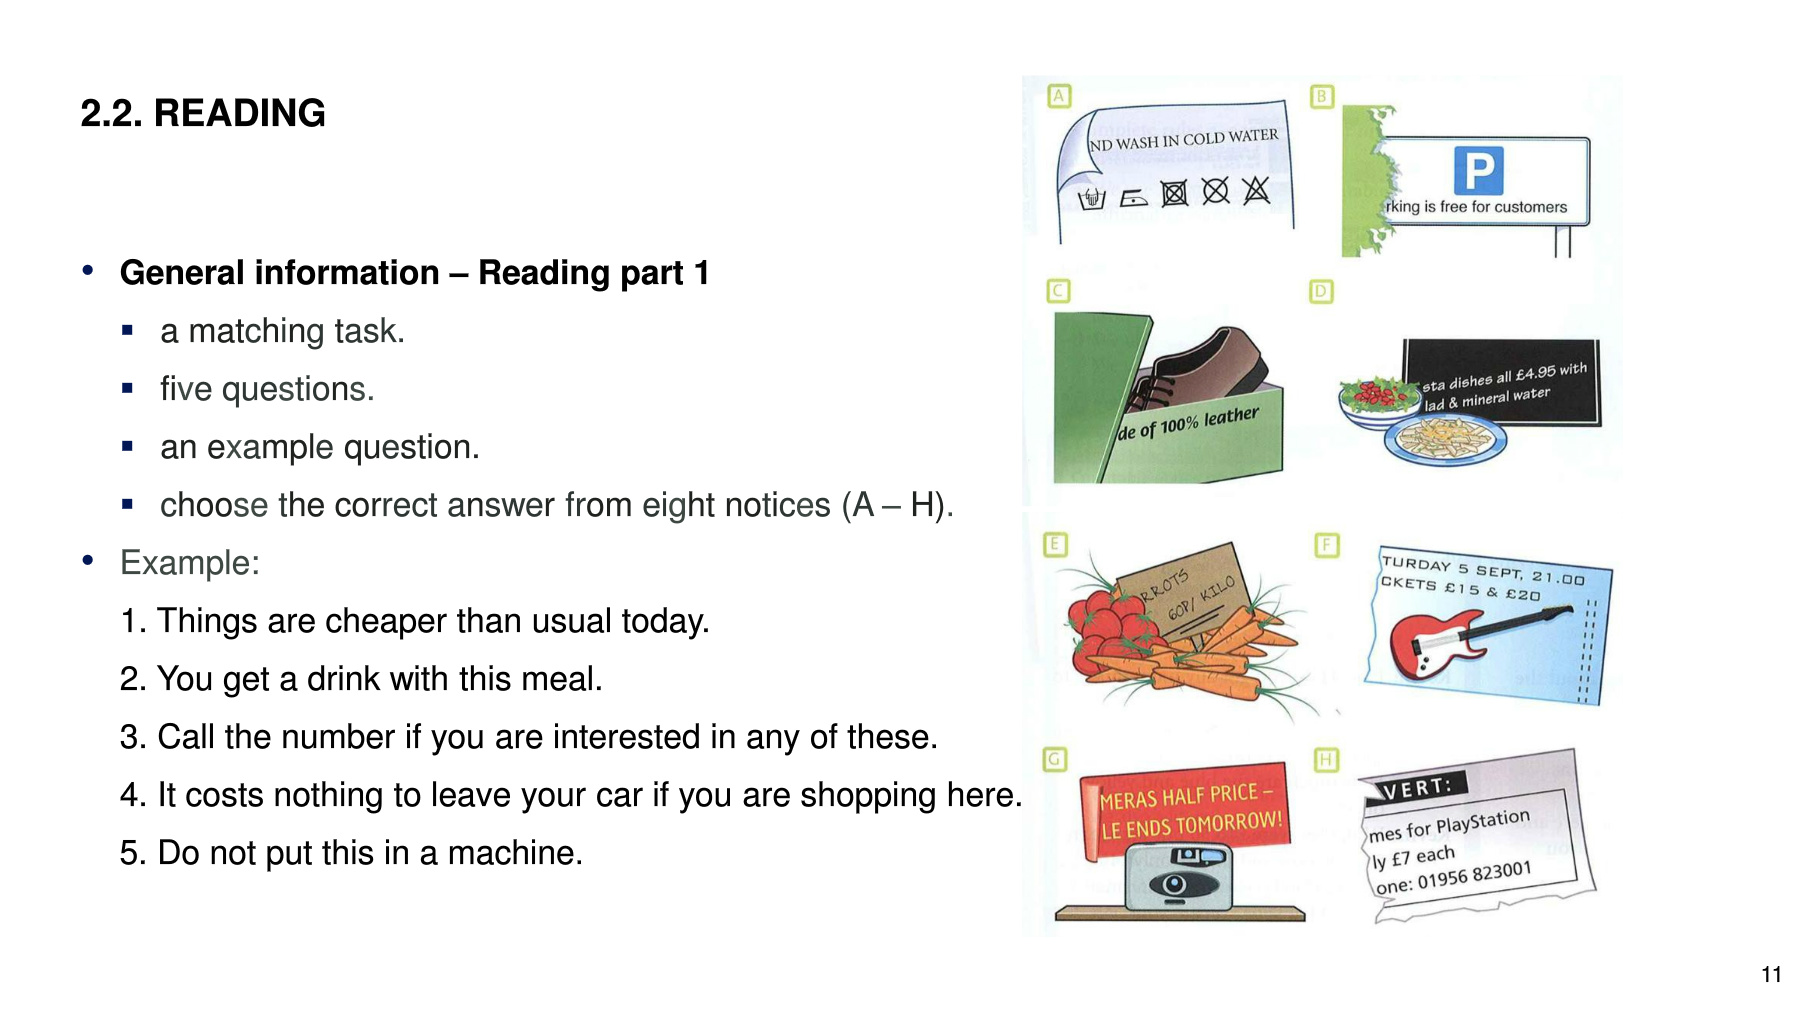 2.2. READING
• General information – Reading part 1
▪ a matching task.
▪ five questions.
▪ an example question.
▪ choose the correct answer from eight notices (A – H).
• Example:
1. Things are cheaper than usual today.
2. You get a drink with this meal.
3. Call the number if you are interested in any of these.
4. It costs nothing to leave your car if you are shopping here.
5. Do not put this in a machine.
A
ND WASH IN COLD WATER
B
P
rking is free for customers
C
de of 100% leather
D
sta dishes all £4.95 with
lad & mineral water
E
RROTS
60P/ KILO
F
TURDAY 5 SEPT, 21.00
CKETS £15 & £20
G
MERAS HALF PRICE –
LE ENDS TOMORROW!
H
VERT:
mes for PlayStation
ly £7 each
one: 01956 823001
11